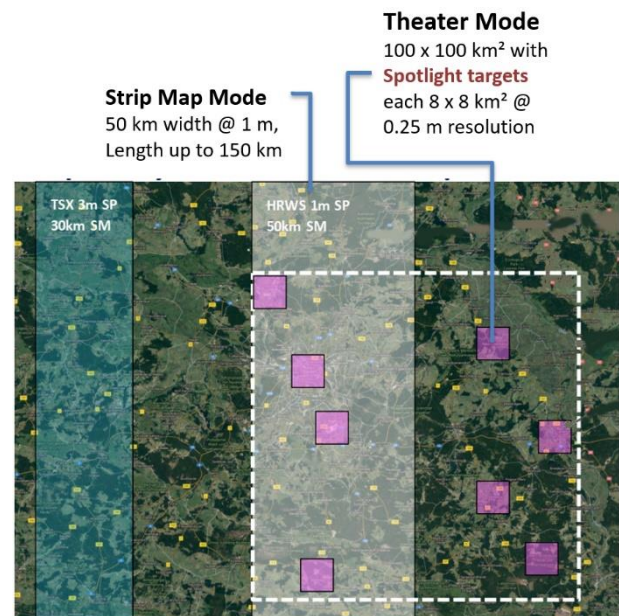 Theater Mode
100 x 100 km² with
Spotlight targets
each 8 x 8 km² @
0.25 m resolution
Strip Map Mode
50 km width @ 1 m,
Length up to 150 km
TSX 3m SP
30km SM
HRWS 1m SP
50km SM